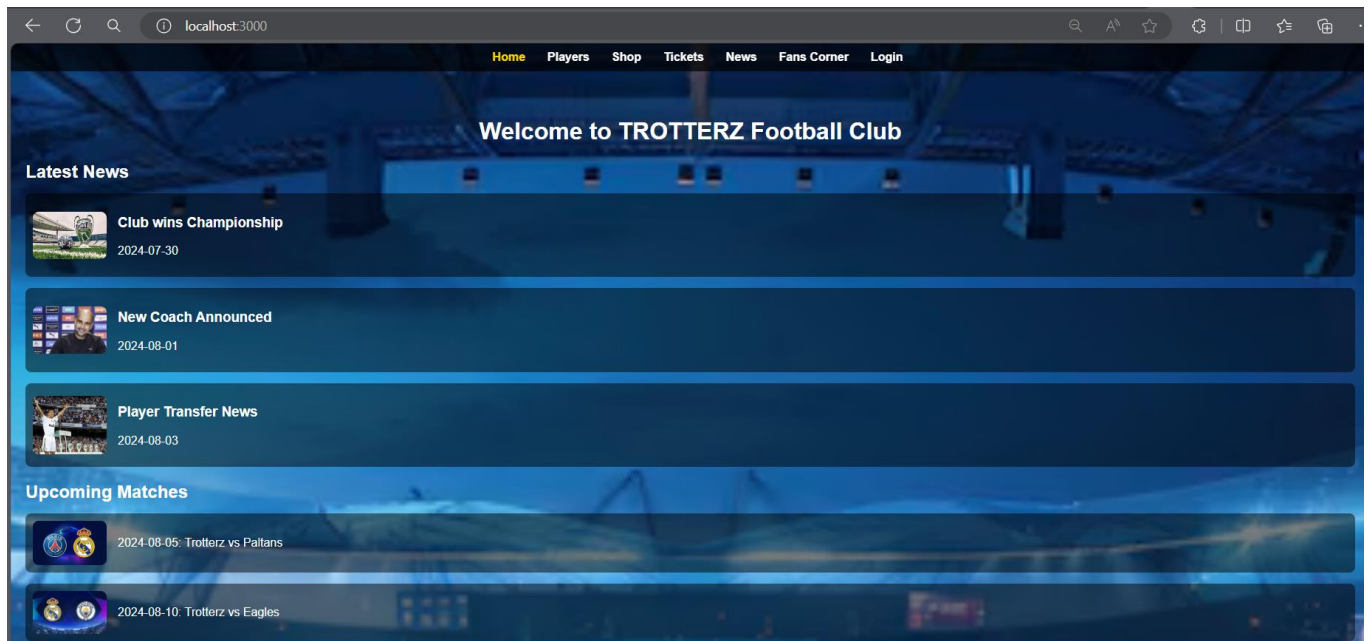 localhost:3000
Home Players Shop Tickets News Fans Corner Login
Welcome to TROTTERZ Football Club
Latest News
Club wins Championship
2024-07-30
New Coach Announced
2024-08-01
Player Transfer News
2024-08-03
Upcoming Matches
2024-08-05: Trotterz vs Paltans
2024-08-10: Trotterz vs Eagles